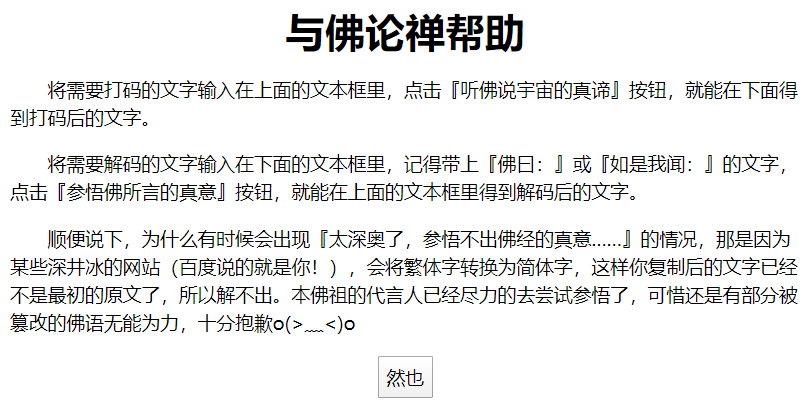 与佛论禅帮助
将需要打码的文字输入在上面的文本框里，点击『听佛说宇宙的真谛』按钮，就能在下面得
到打码后的文字。
将需要解码的文字输入在下面的文本框里，记得带上『佛曰：』或『如是我闻：』的文字，
点击『参悟佛所言的真意』按钮，就能在上面的文本框里得到解码后的文字。
顺便说下，为什么有时候会出现『太深奥了，参悟不出佛经的真意……』的情况，那是因为
某些深井冰的网站（百度说的就是你！），会将繁体字转换为简体字，这样你复制后的文字已经
不是最初的原文了，所以解不出。本佛祖的代言人已经尽力的去尝试参悟了，可惜还是有部分被
篡改的佛语无能为力，十分抱歉o(>﹏<)o
然也